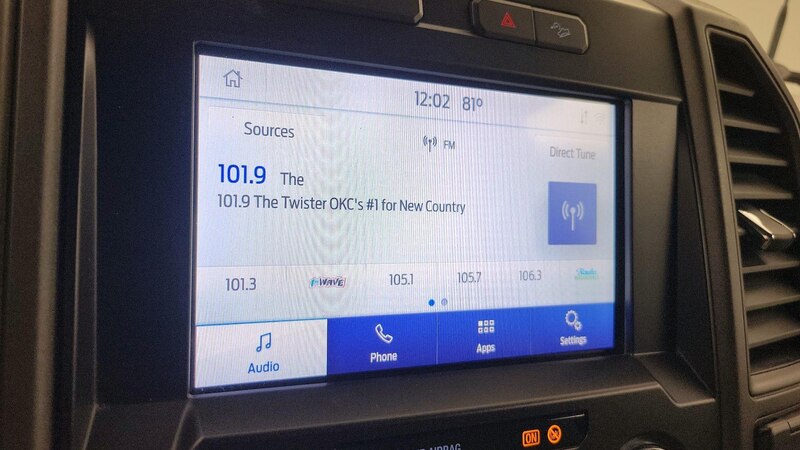 12:02 81°
Sources
FM
Direct Tune
101.9 The
101.9 The Twister OKC's #1 for New Country
101.3
WAVE
105.1
105.7
106.3
Audio
Phone
Apps
Settings
AIRBAG
ON